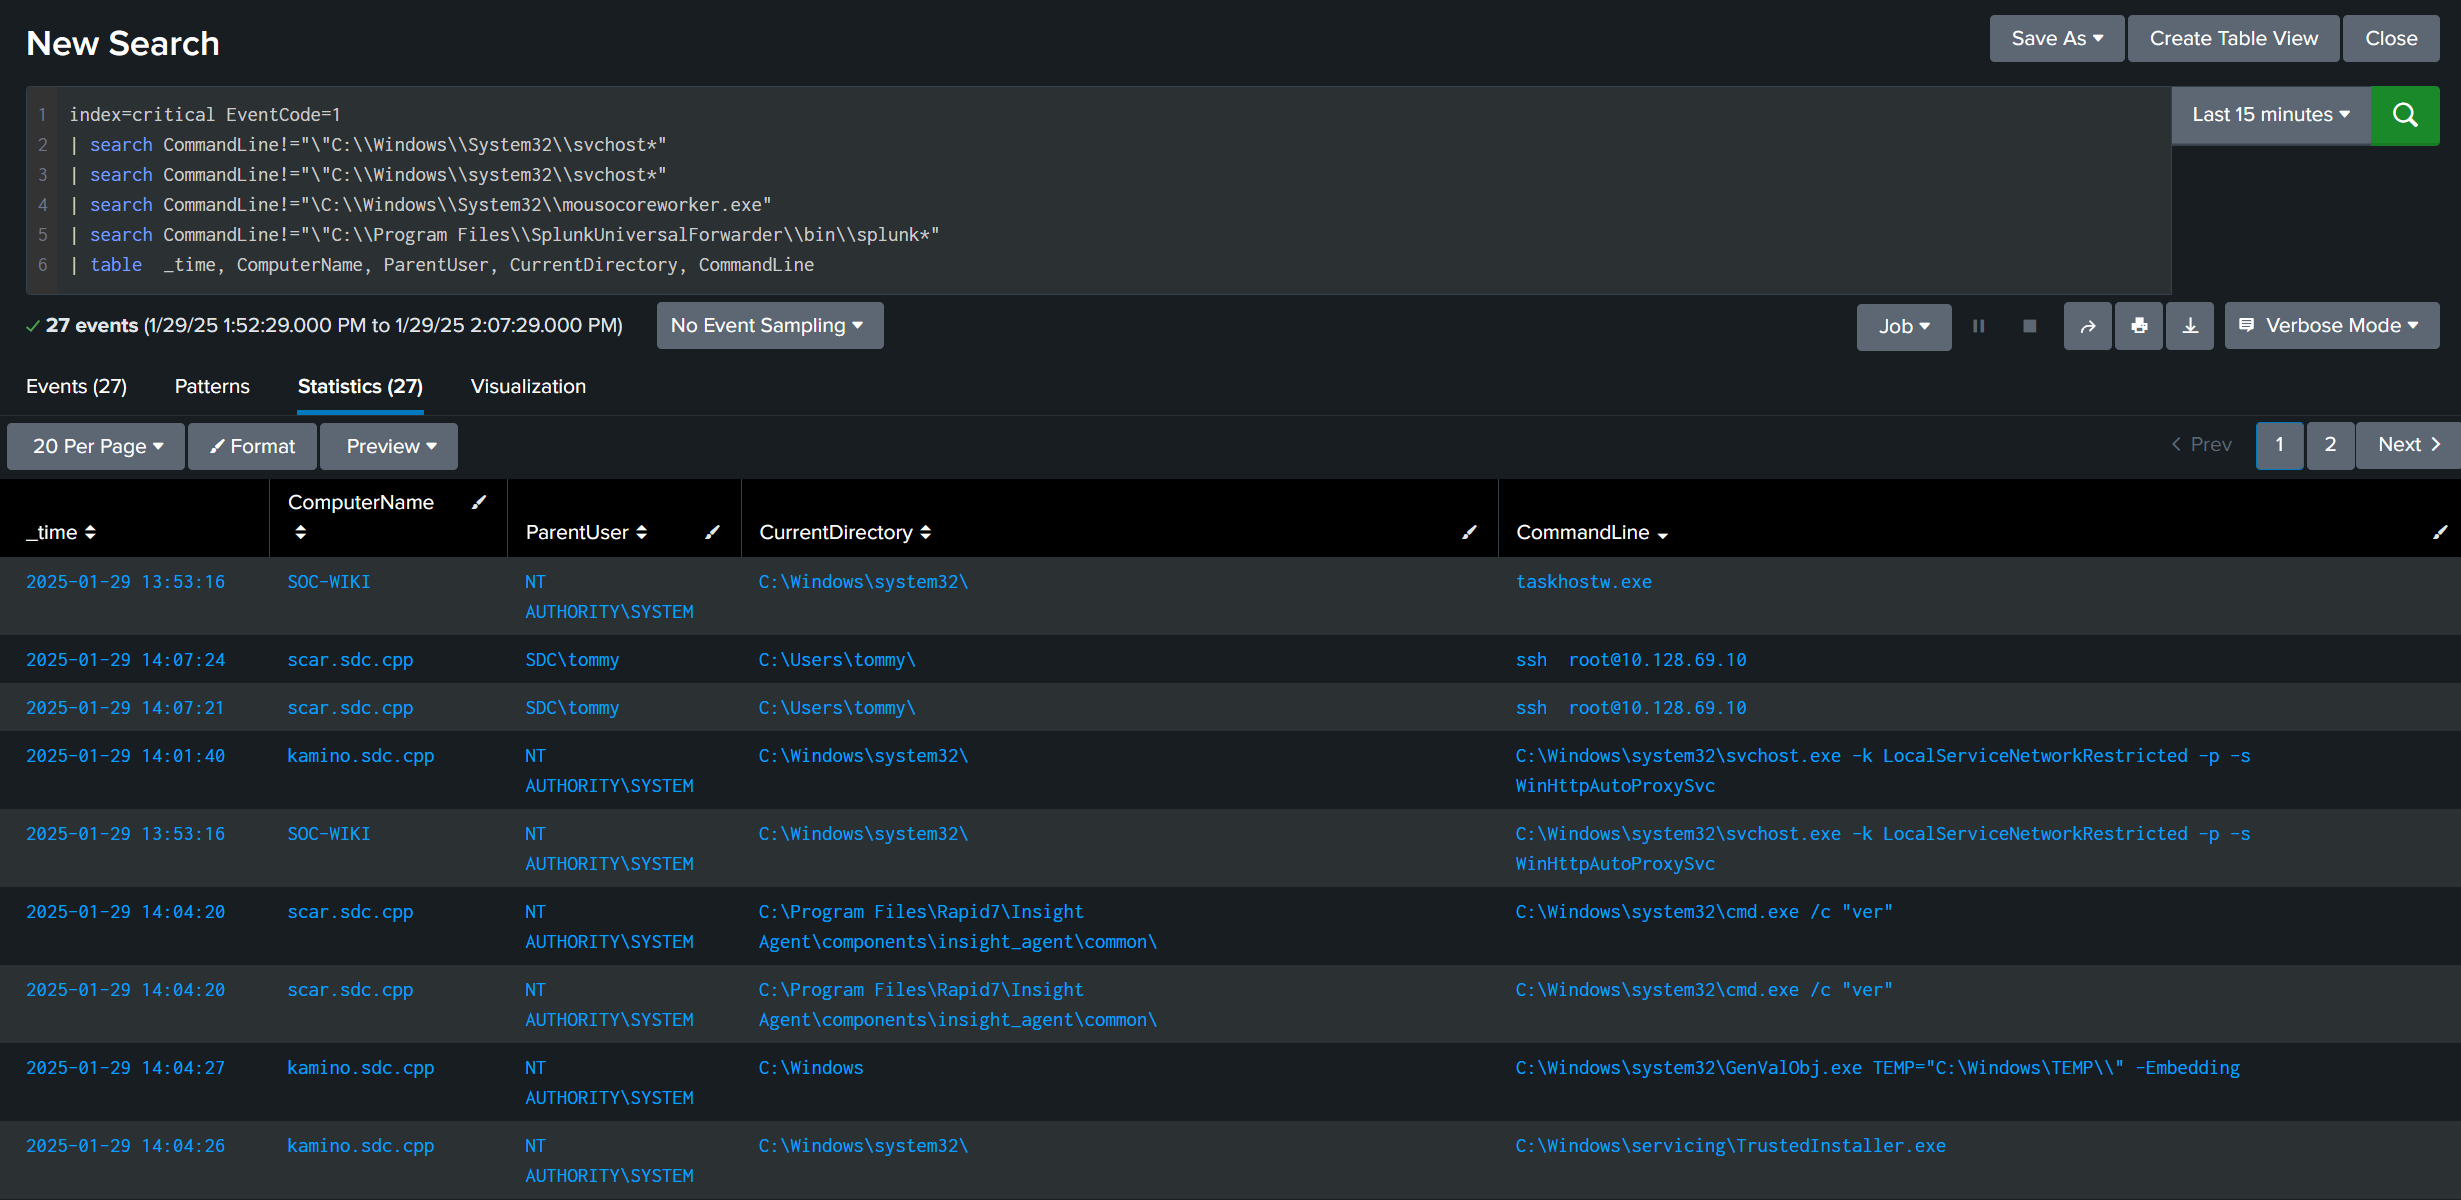 New Search
Save As
Create Table View
Close
1 index=critical EventCode=1
2 | search CommandLine!="\"C:\\Windows\\System32\\svchost*"
3 | search CommandLine!="\"C:\\Windows\\system32\\svchost*"
4 | search CommandLine!="\C:\\Windows\\System32\\mousocoreworker.exe"
5 | search CommandLine!="\"C:\\Program Files\\SplunkUniversalForwarder\\bin\\splunk*"
6 | table  _time, ComputerName, ParentUser, CurrentDirectory, CommandLine
Last 15 minutes
27 events (1/29/25 1:52:29.000 PM to 1/29/25 2:07:29.000 PM)
No Event Sampling
Job
Verbose Mode
Events (27)
Patterns
Statistics (27)
Visualization
20 Per Page
Format
Preview
Prev
1
2
Next
_time
ComputerName
ParentUser
CurrentDirectory
CommandLine
2025-01-29 13:53:16 SOC-WIKI NT C:\Windows\system32\ taskhostw.exe
AUTHORITY\SYSTEM
2025-01-29 14:07:24 scar.sdc.cpp SDC\tommy C:\Users\tommy\ ssh  root@10.128.69.10
2025-01-29 14:07:21 scar.sdc.cpp SDC\tommy C:\Users\tommy\ ssh  root@10.128.69.10
2025-01-29 14:01:40 kamino.sdc.cpp NT C:\Windows\system32\ C:\Windows\system32\svchost.exe -k LocalServiceNetworkRestricted -p -s
AUTHORITY\SYSTEM WinHttpAutoProxySvc
2025-01-29 13:53:16 SOC-WIKI NT C:\Windows\system32\ C:\Windows\system32\svchost.exe -k LocalServiceNetworkRestricted -p -s
AUTHORITY\SYSTEM WinHttpAutoProxySvc
2025-01-29 14:04:20 scar.sdc.cpp NT C:\Program Files\Rapid7\Insight C:\Windows\system32\cmd.exe /c "ver"
AUTHORITY\SYSTEM Agent\components\insight_agent\common\
2025-01-29 14:04:20 scar.sdc.cpp NT C:\Program Files\Rapid7\Insight C:\Windows\system32\cmd.exe /c "ver"
AUTHORITY\SYSTEM Agent\components\insight_agent\common\
2025-01-29 14:04:27 kamino.sdc.cpp NT C:\Windows C:\Windows\system32\GenValObj.exe TEMP="C:\Windows\TEMP\\" -Embedding
AUTHORITY\SYSTEM
2025-01-29 14:04:26 kamino.sdc.cpp NT C:\Windows\system32\ C:\Windows\servicing\TrustedInstaller.exe
AUTHORITY\SYSTEM